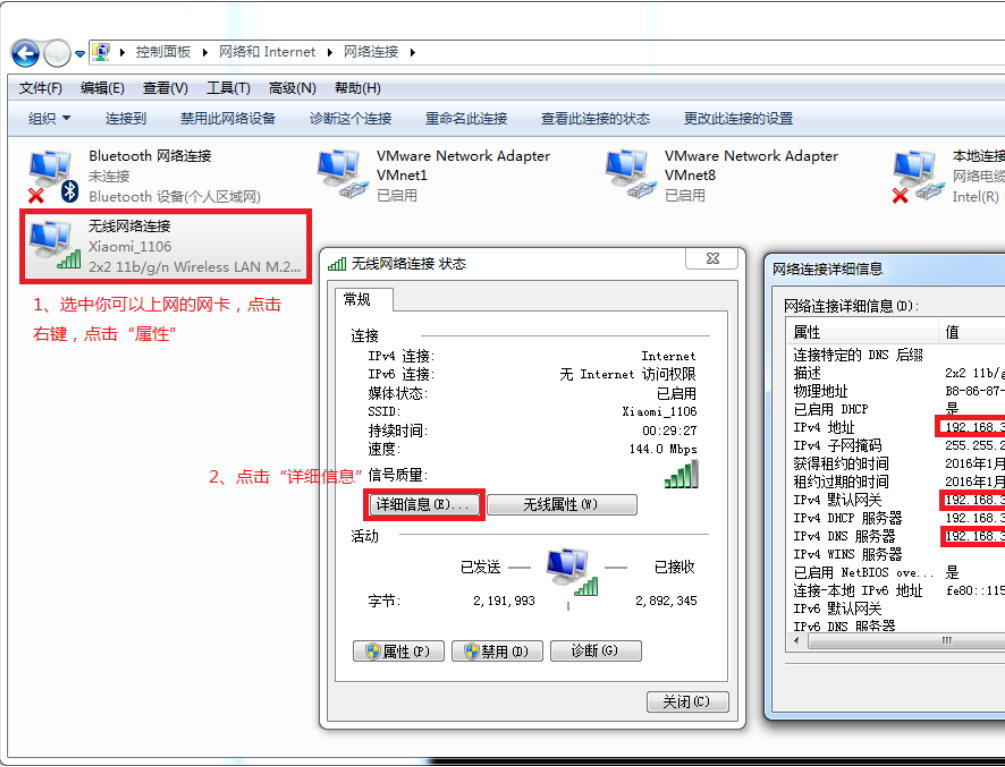 控制面板 网络和 Internet 网络连接
文件(F) 编辑(E) 查看(V) 工具(T) 高级(N) 帮助(H)
组织 连接到 禁用此网络设备 诊断这个连接 重命名此连接 查看此连接的状态 更改此连接的设置
Bluetooth 网络连接
未连接
Bluetooth 设备(个人区域网)
VMware Network Adapter
VMnet1
已启用
VMware Network Adapter
VMnet8
已启用
本地连接
网络电缆
Intel(R)
无线网络连接
Xiaomi_1106
2x2 11b/g/n Wireless LAN M.2...
1、选中你可以上网的网卡，点击
右键，点击“属性”
无线网络连接 状态
常规
连接
IPv4 连接: Internet
IPv6 连接: 无 Internet 访问权限
媒体状态: 已启用
SSID: Xiaomi_1106
持续时间: 00:29:27
速度: 144.0 Mbps
2、点击“详细信息”
信号质量:
详细信息(E)... 无线属性(W)
活动
已发送 — — 已接收
字节: 2,191,993 | 2,892,345
属性(P) 禁用(D) 诊断(G)
关闭(C)
网络连接详细信息
网络连接详细信息(D):
属性 值
连接特定的 DNS 后缀
描述 2x2 11b/g
物理地址 B8-86-87-
已启用 DHCP 是
IPv4 地址 192.168.3
IPv4 子网掩码 255.255.2
获得租约的时间 2016年1月
租约过期的时间 2016年1月
IPv4 默认网关 192.168.3
IPv4 DHCP 服务器 192.168.3
IPv4 DNS 服务器 192.168.3
IPv4 WINS 服务器
已启用 NetBIOS ove... 是
连接-本地 IPv6 地址 fe80::115
IPv6 默认网关
IPv6 DNS 服务器